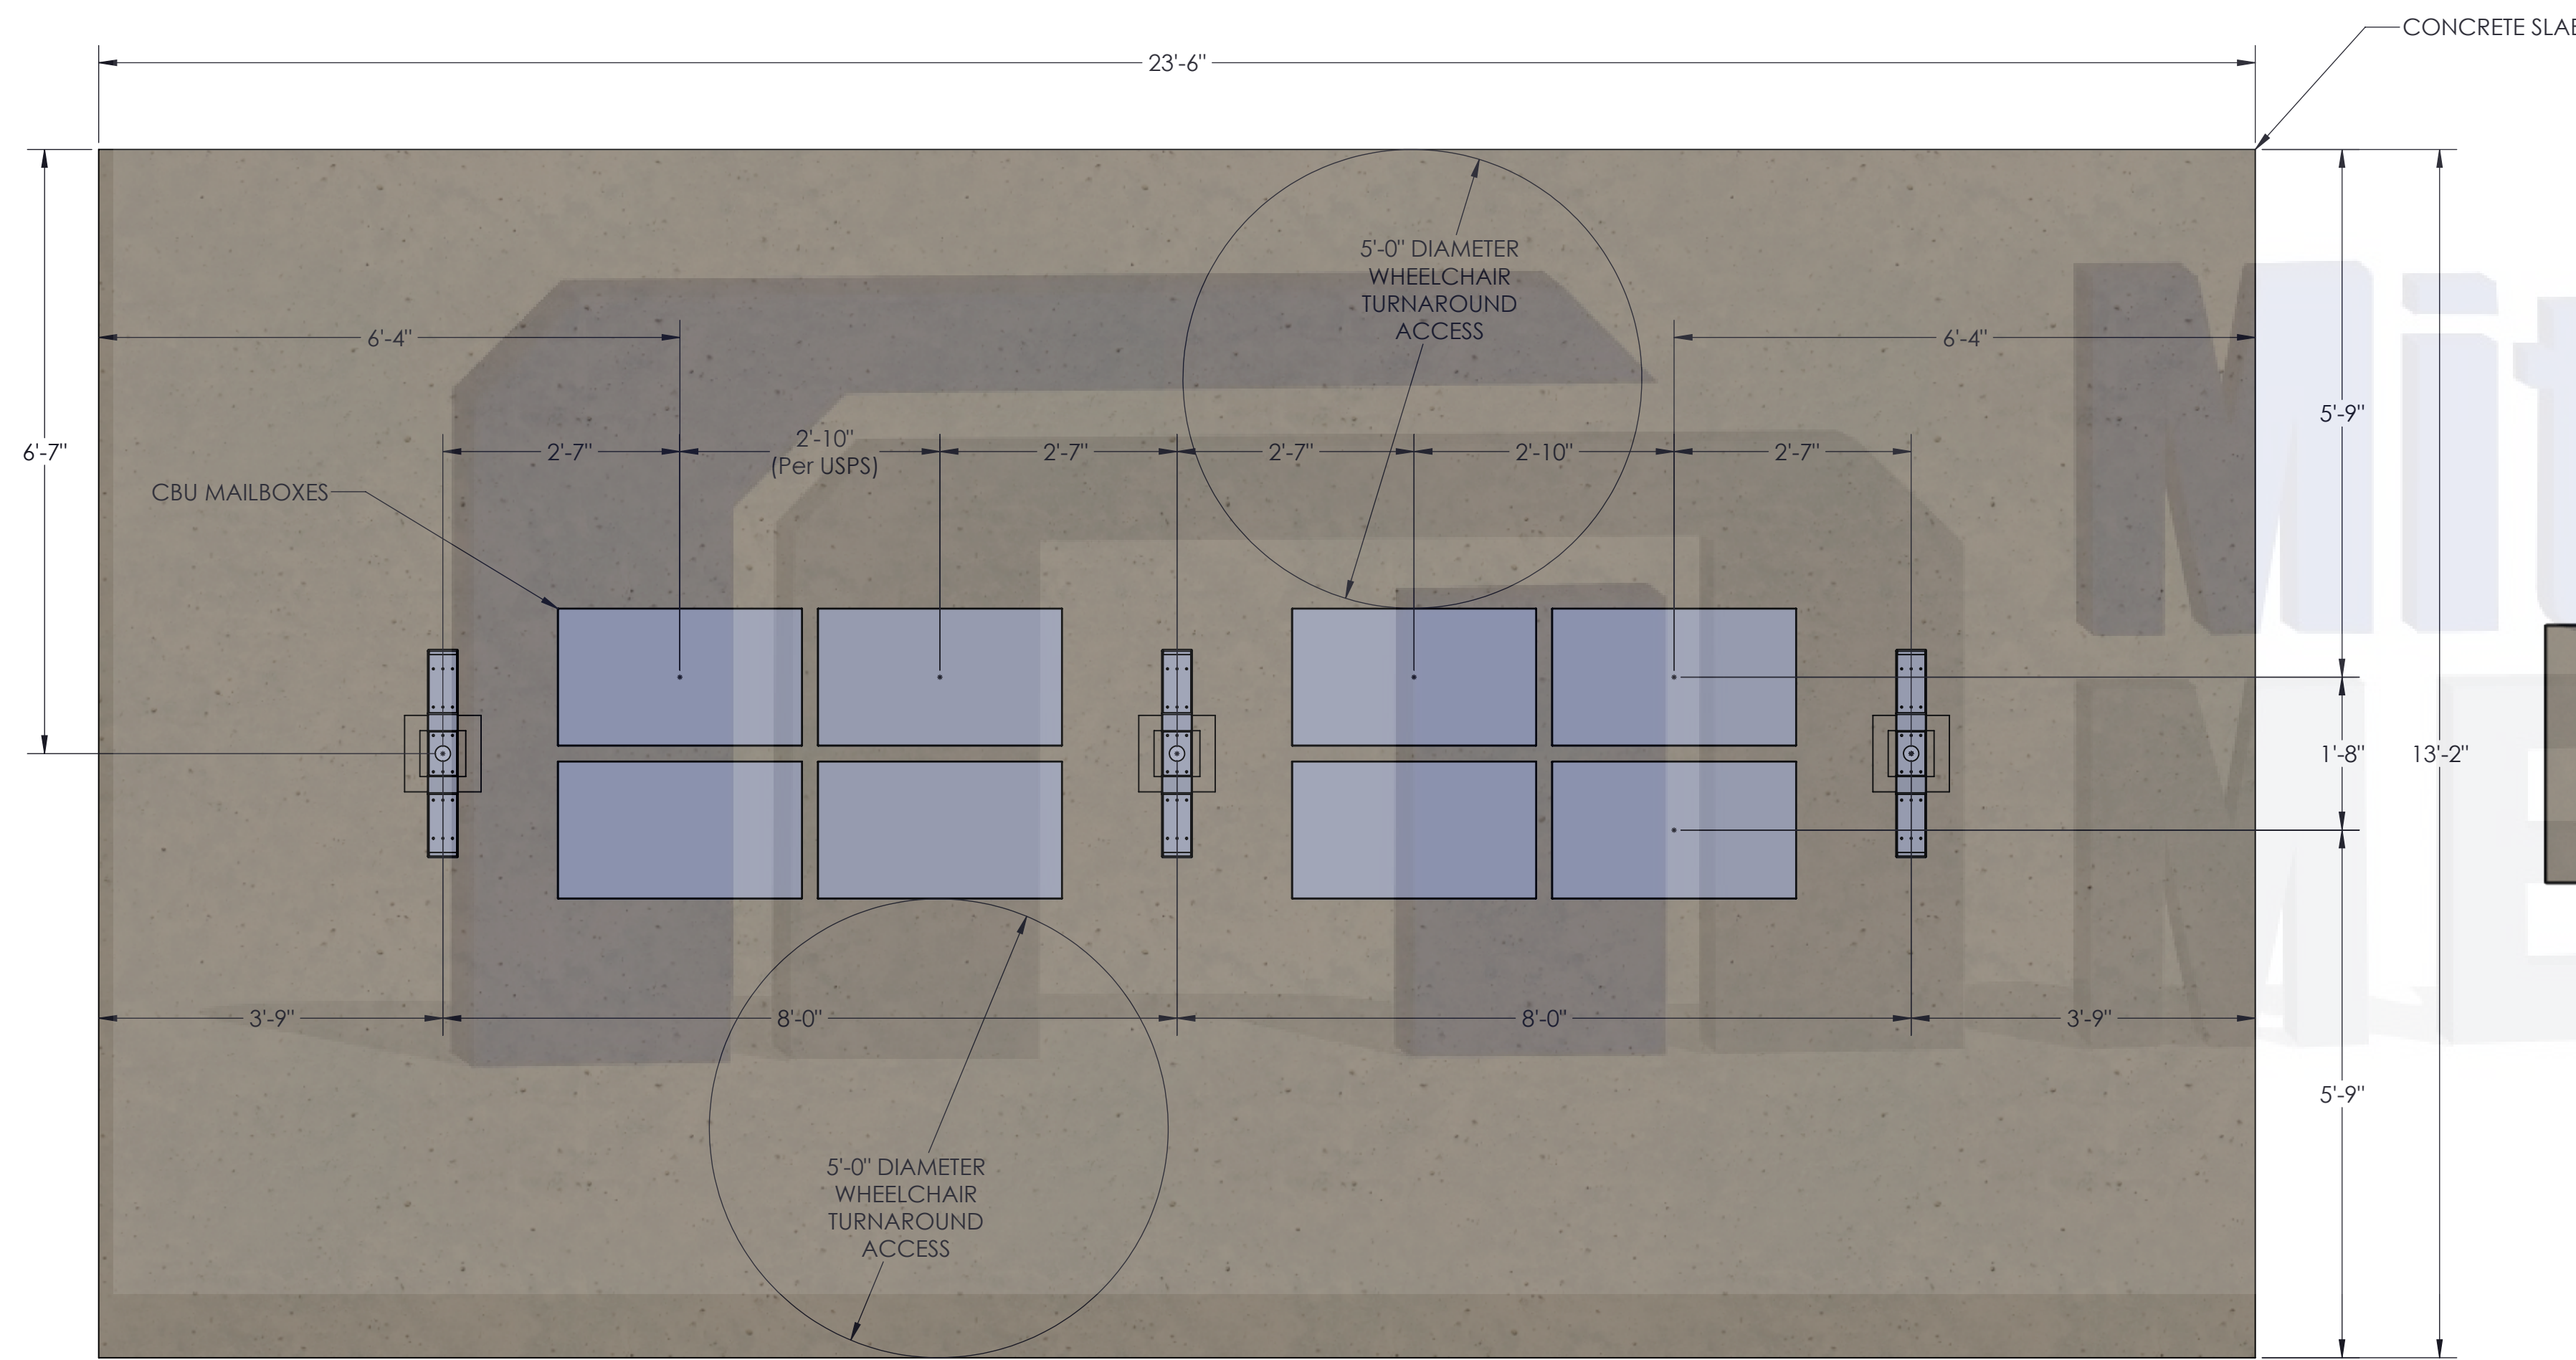 CONCRETE SLAB
23'-6"
5'-0" DIAMETER
WHEELCHAIR
TURNAROUND
ACCESS
6'-4"
6'-4"
5'-9"
6'-7"
2'-7"
2'-10"
(Per USPS)
2'-7"
2'-7"
2'-10"
2'-7"
CBU MAILBOXES
1'-8"
13'-2"
3'-9"
8'-0"
8'-0"
3'-9"
5'-9"
5'-0" DIAMETER
WHEELCHAIR
TURNAROUND
ACCESS
Mit
ME